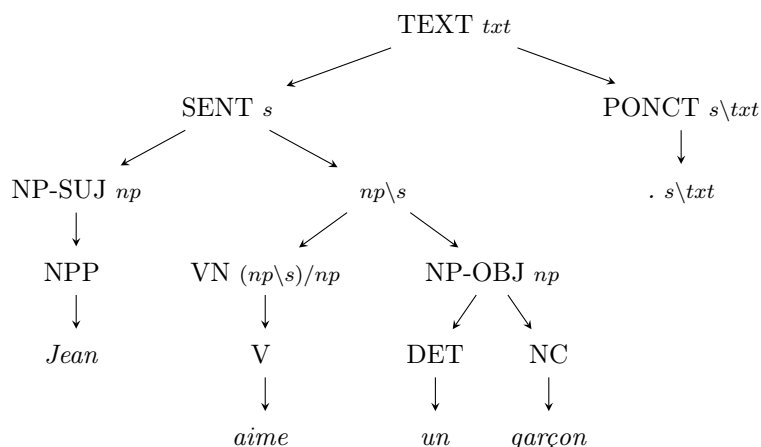 TEXT txt
SENT s
PONCT s\txt
NP-SUJ np
np\s
. s\txt
NPP
VN (np\s)/np
NP-OBJ np
Jean
V
DET
NC
aime
un
garçon